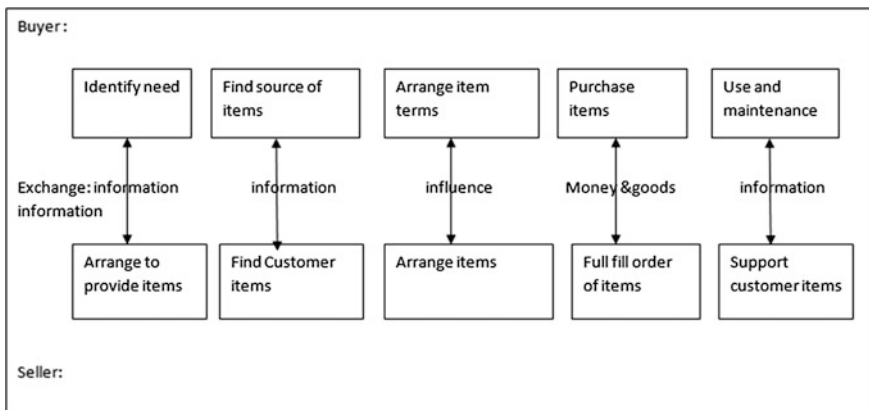 Buyer:
Identify need
Find source of
items
Arrange item
terms
Purchase
items
Use and
maintenance
Exchange: information
information
information
influence
Money &goods
information
Arrange to
provide items
Find Customer
items
Arrange items
Full fill order
of items
Support
customer items
Seller: